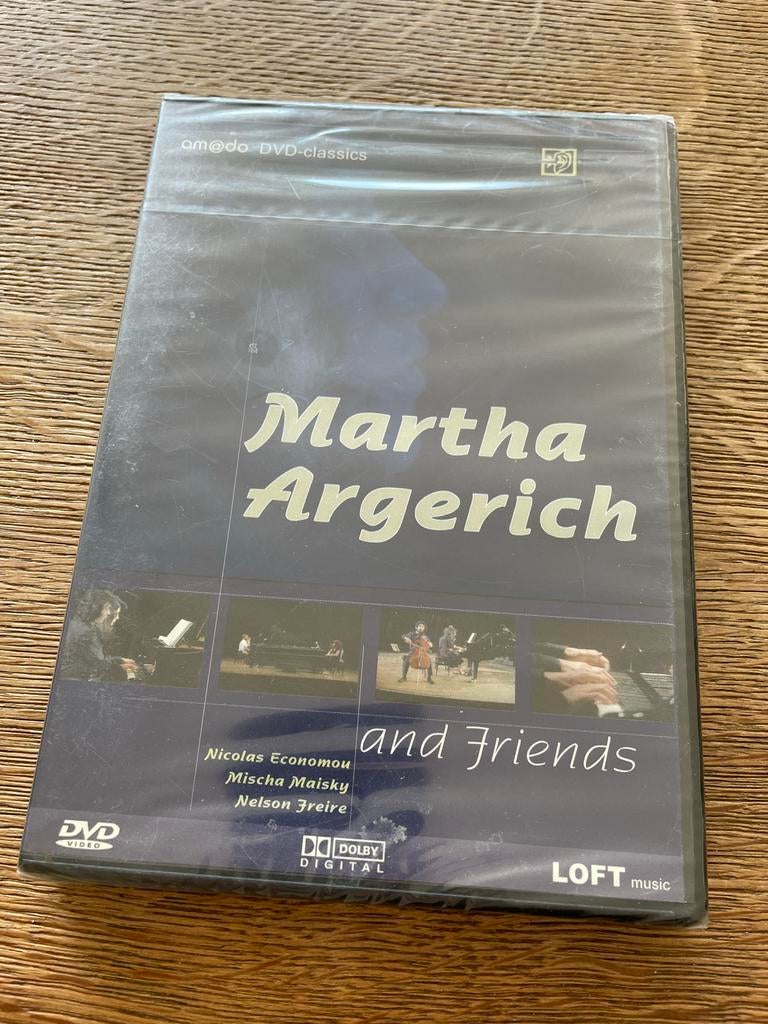 am@do DVD-classics
Martha
Argerich
and Friends
Nicolas Economou
Mischa Maisky
Nelson Freire
DVD
VIDEO
DOLBY
DIGITAL
LOFT music